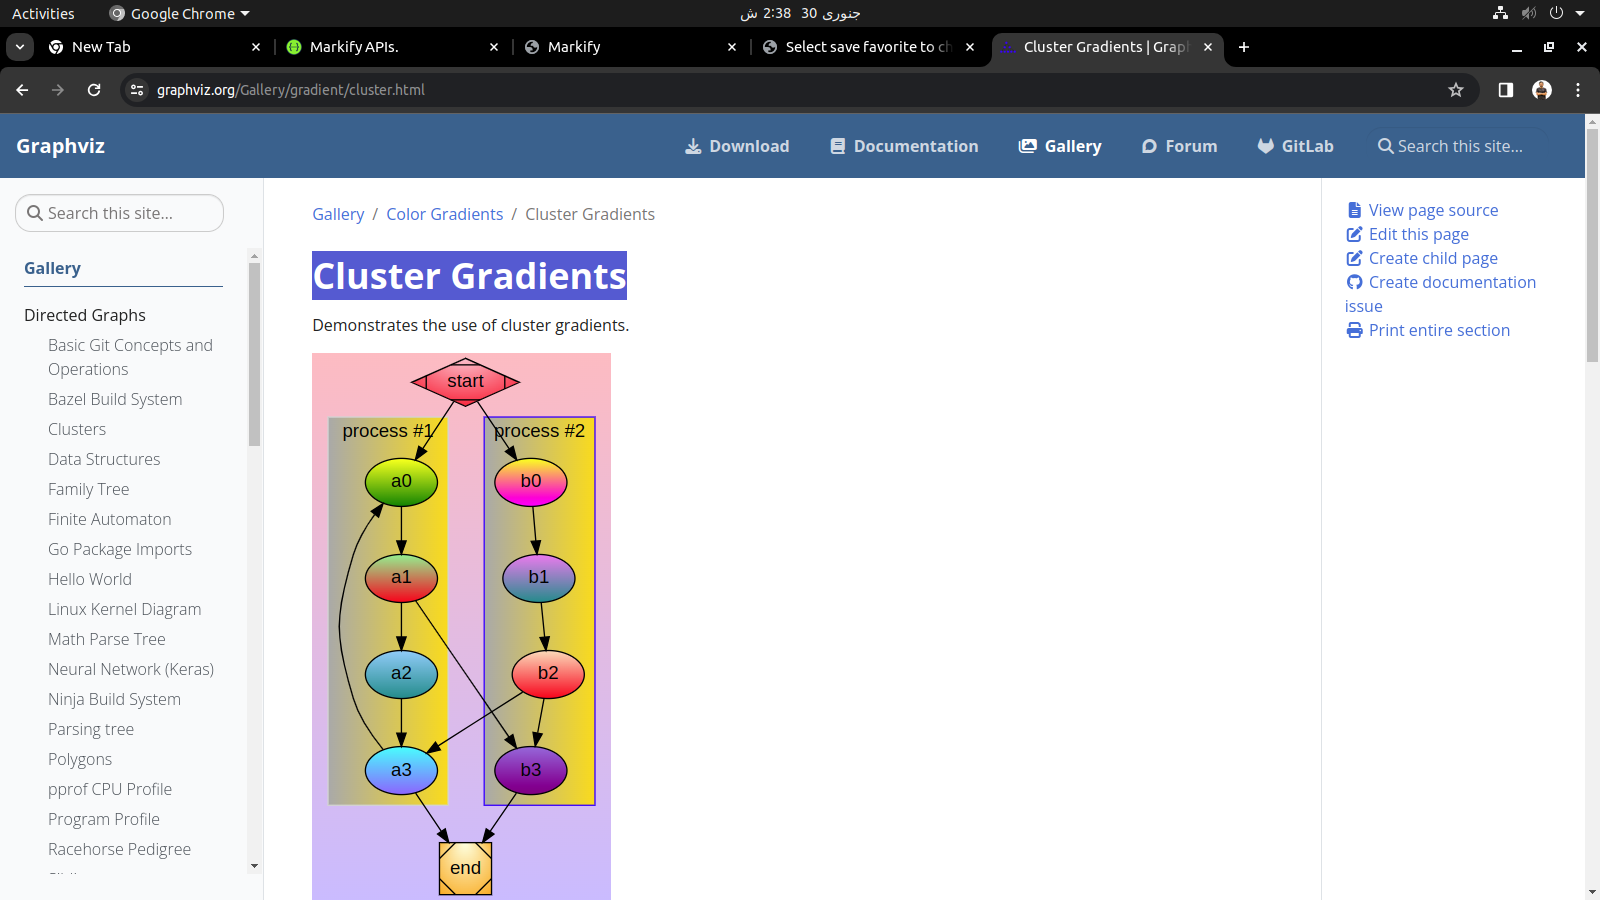 Activities
Google Chrome
جنوری 30  2:38 ش
New Tab
Markify APIs.
Markify
Select save favorite to ch
Cluster Gradients | Grap
graphviz.org/Gallery/gradient/cluster.html
Graphviz
Download
Documentation
Gallery
Forum
GitLab
Search this site…
Search this site…
Gallery
Directed Graphs
Basic Git Concepts and
Operations
Bazel Build System
Clusters
Data Structures
Family Tree
Finite Automaton
Go Package Imports
Hello World
Linux Kernel Diagram
Math Parse Tree
Neural Network (Keras)
Ninja Build System
Parsing tree
Polygons
pprof CPU Profile
Program Profile
Racehorse Pedigree
Gallery / Color Gradients / Cluster Gradients
Cluster Gradients
Demonstrates the use of cluster gradients.
start
process #1
process #2
a0
b0
a1
b1
a2
b2
a3
b3
end
View page source
Edit this page
Create child page
Create documentation
issue
Print entire section